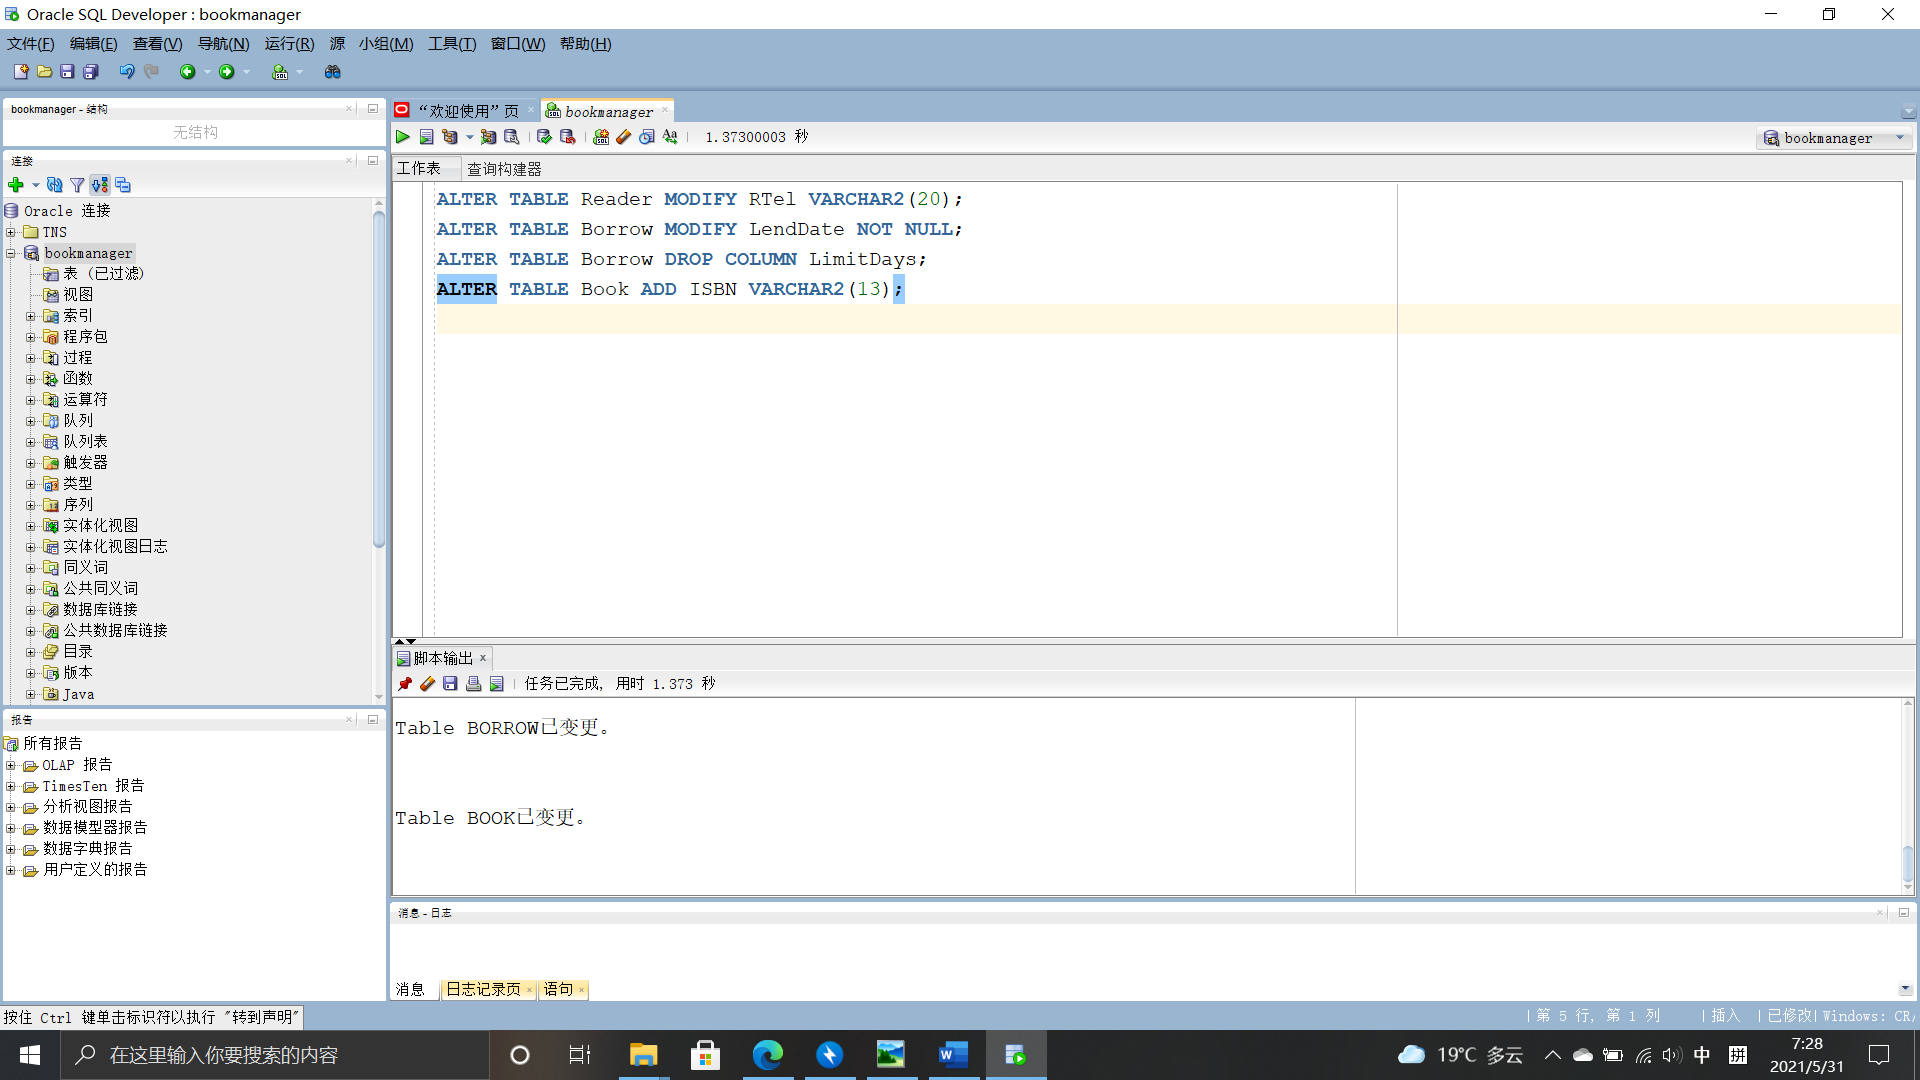 Oracle SQL Developer : bookmanager
文件(F) 编辑(E) 查看(V) 导航(N) 运行(R) 源 小组(M) 工具(T) 窗口(W) 帮助(H)
bookmanager - 结构
无结构
连接
Oracle 连接
TNS
bookmanager
表 (已过滤)
视图
索引
程序包
过程
函数
运算符
队列
队列表
触发器
类型
序列
实体化视图
实体化视图日志
同义词
公共同义词
数据库链接
公共数据库链接
目录
版本
Java
报告
所有报告
OLAP 报告
TimesTen 报告
分析视图报告
数据模型器报告
数据字典报告
用户定义的报告
“欢迎使用”页 bookmanager
1.37300003 秒
bookmanager
工作表 查询构建器
ALTER TABLE Reader MODIFY RTel VARCHAR2(20);
ALTER TABLE Borrow MODIFY LendDate NOT NULL;
ALTER TABLE Borrow DROP COLUMN LimitDays;
ALTER TABLE Book ADD ISBN VARCHAR2(13);
脚本输出
任务已完成, 用时 1.373 秒
Table BORROW已变更。
Table BOOK已变更。
消息 - 日志
消息 日志记录页 语句
按住 Ctrl 键单击标识符以执行 "转到声明"
第 5 行, 第 1 列 插入 已修改 Windows: CR/
在这里输入你要搜索的内容
19°C 多云
中 拼
7:28
2021/5/31